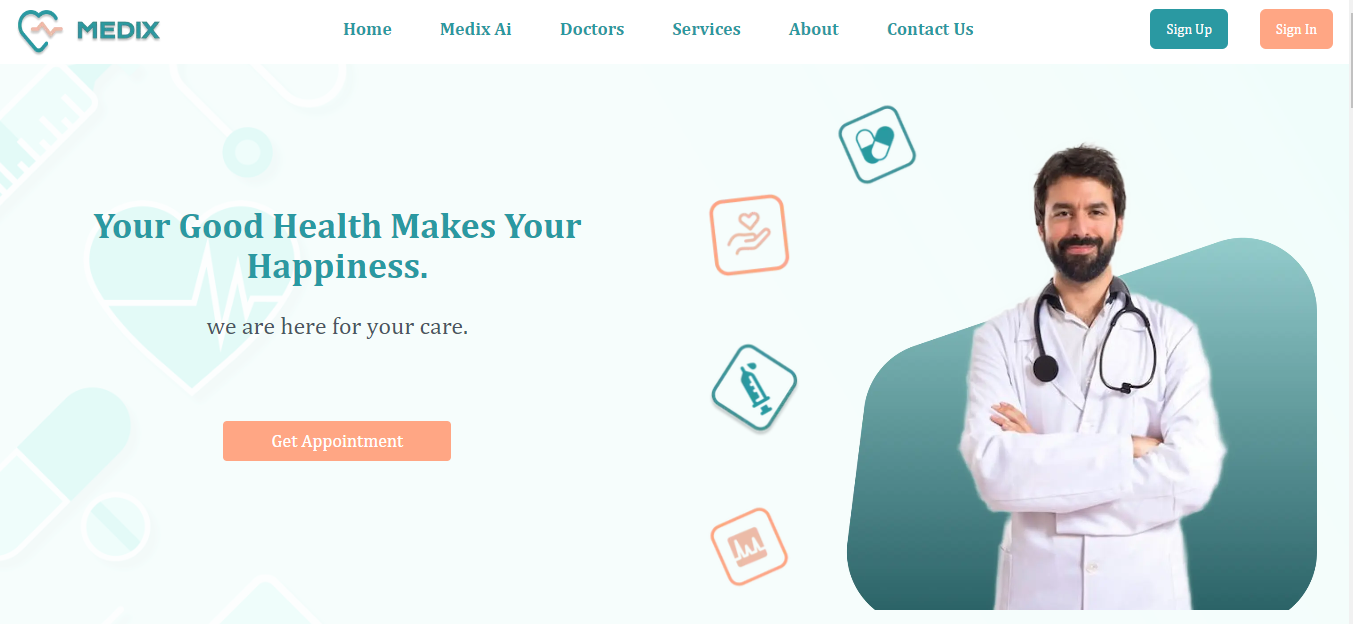 MEDIX
Home
Medix Ai
Doctors
Services
About
Contact Us
Sign Up
Sign In
Your Good Health Makes Your
Happiness.
we are here for your care.
Get Appointment